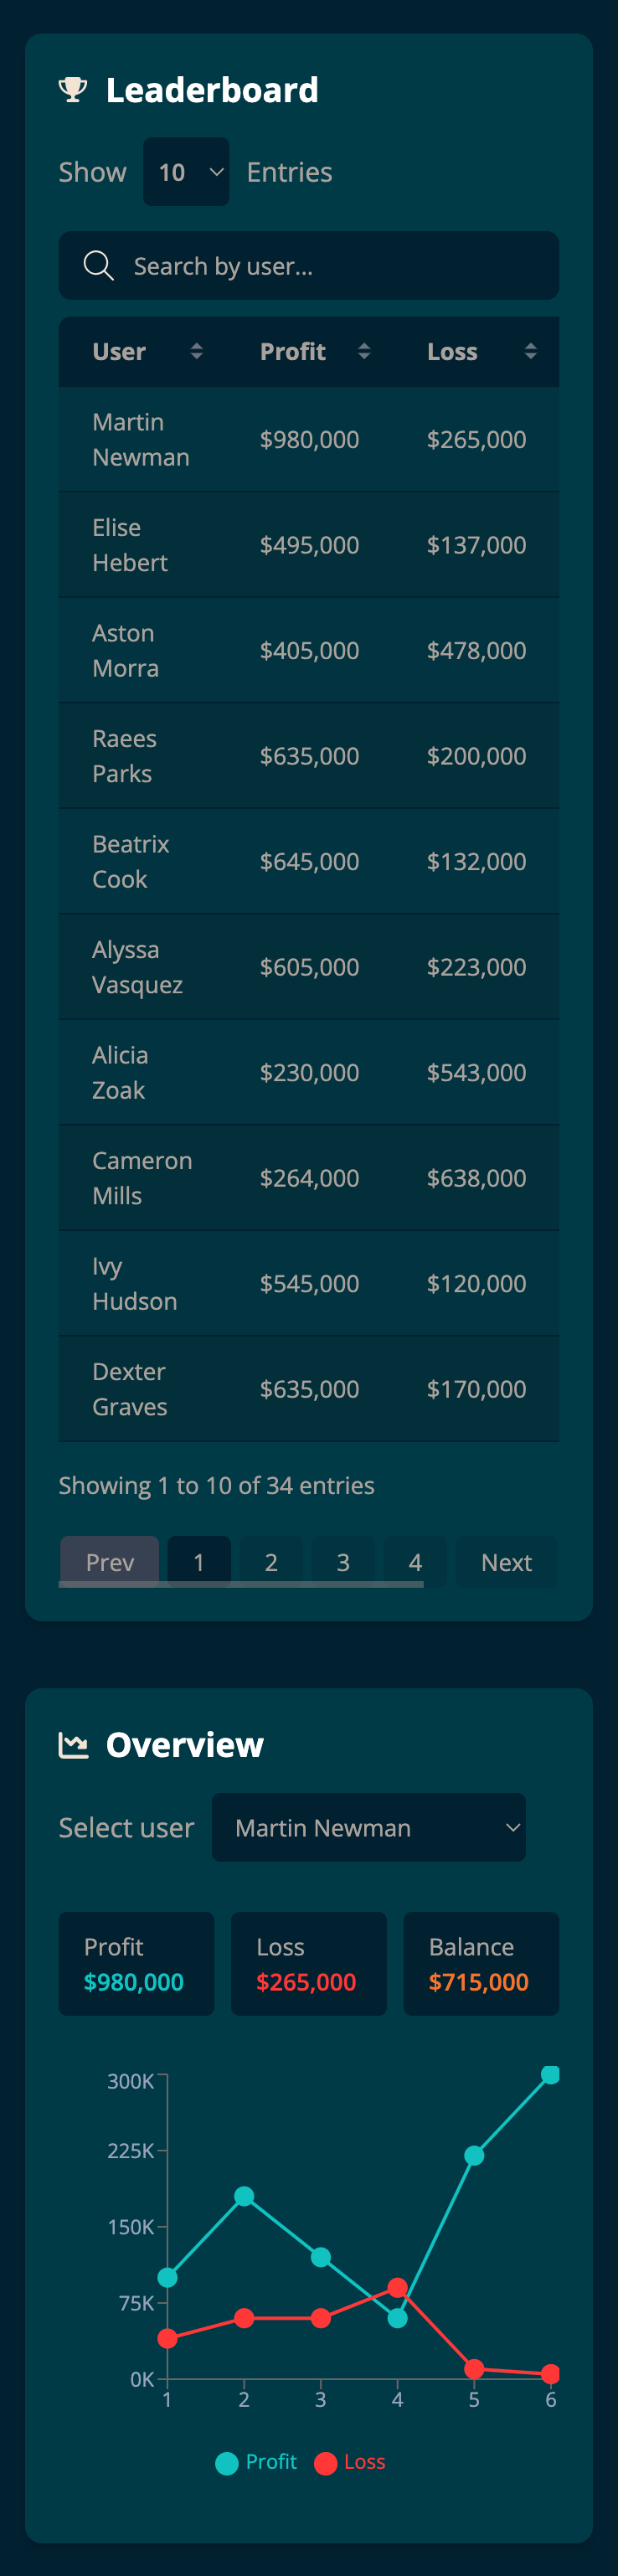 Leaderboard
Show 10 Entries
Search by user...
User Profit Loss
Martin
Newman
$980,000 $265,000
Elise
Hebert
$495,000 $137,000
Aston
Morra
$405,000 $478,000
Raees
Parks
$635,000 $200,000
Beatrix
Cook
$645,000 $132,000
Alyssa
Vasquez
$605,000 $223,000
Alicia
Zoak
$230,000 $543,000
Cameron
Mills
$264,000 $638,000
Ivy
Hudson
$545,000 $120,000
Dexter
Graves
$635,000 $170,000
Showing 1 to 10 of 34 entries
Prev 1 2 3 4 Next
Overview
Select user Martin Newman
Profit Loss Balance
$980,000 $265,000 $715,000
300K
225K
150K
75K
0K
1 2 3 4 5 6
Profit Loss